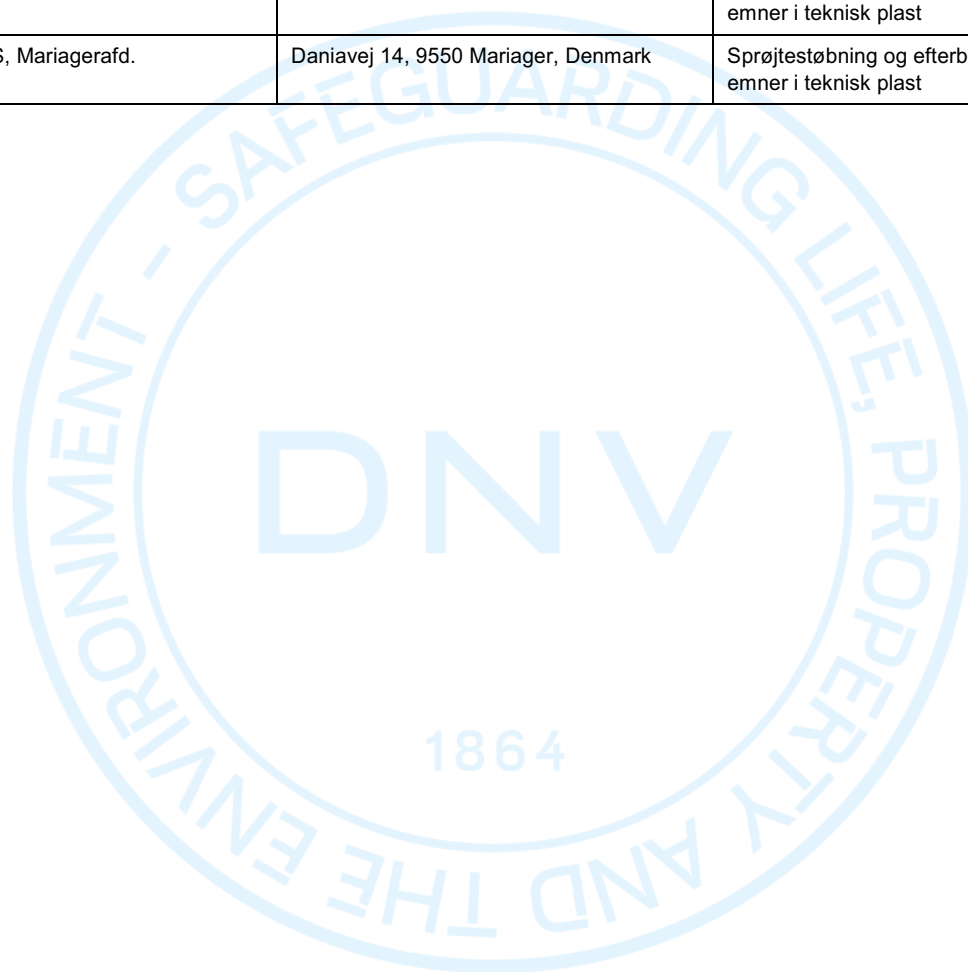 emner i teknisk plast
S, Mariagerafd.
Daniavej 14, 9550 Mariager, Denmark
Sprøjtestøbning og efterb
emner i teknisk plast
SAFEGUARDING LIFE, PROPERTY AND THE ENVIRONMENT -
DNV
1864